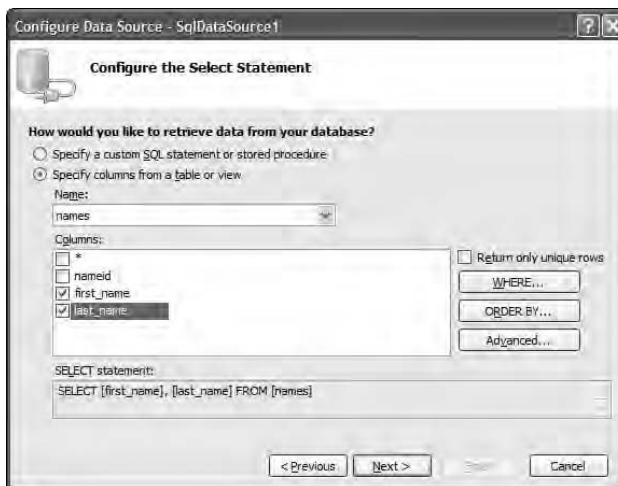 Configure Data Source - SqlDataSource1
Configure the Select Statement
How would you like to retrieve data from your database?
Specify a custom SQL statement or stored procedure
Specify columns from a table or view
Name:
names
Columns:
*
nameid
first_name
last_name
Return only unique rows
WHERE...
ORDER BY...
Advanced...
SELECT statement:
SELECT [first_name], [last_name] FROM [names]
< Previous
Next >
Cancel